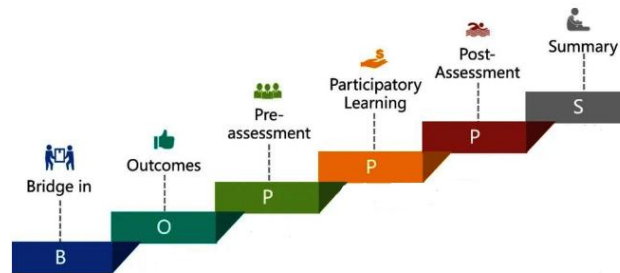 Bridge in
B
Outcomes
O
Pre-
assessment
P
Participatory
Learning
P
Post-
Assessment
P
Summary
S